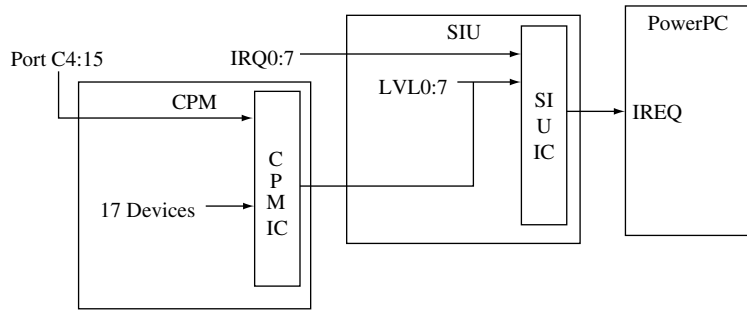 PowerPC
SIU
Port C4:15
IRQ0:7
LVL0:7
CPM
SI
U
IC
IREQ
C
P
M
IC
17 Devices